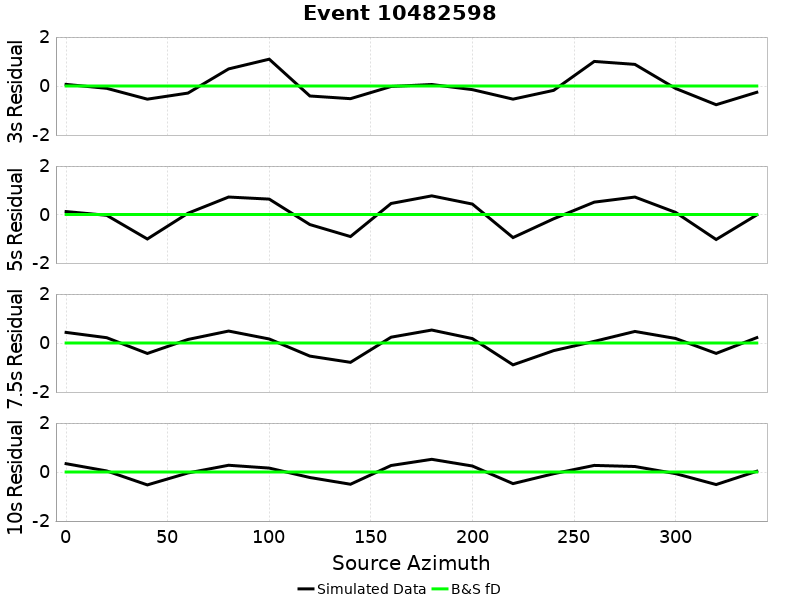 Event 10482598
3s Residual
2
0
-2
5s Residual
2
0
-2
7.5s Residual
2
0
-2
10s Residual
2
0
-2
0 50 100 150 200 250 300
Source Azimuth
Simulated Data B&S fD